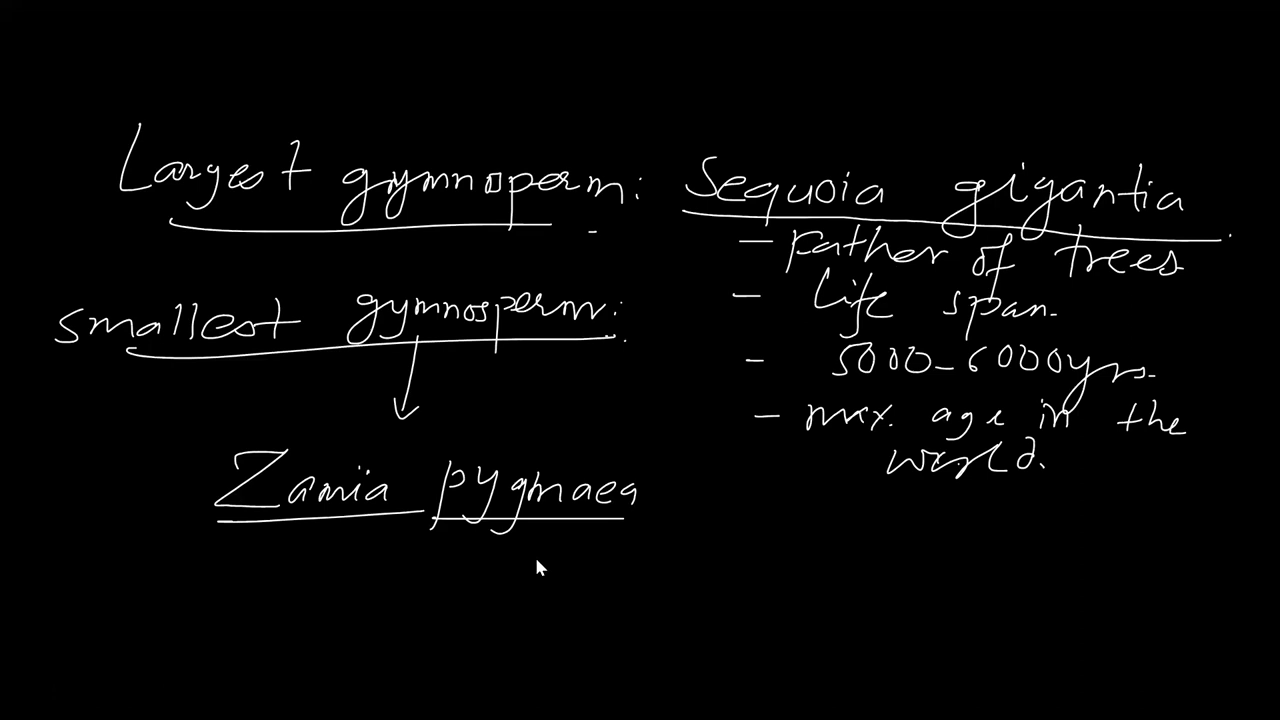 Largest gymnosperm: Sequoia gigantia
- father of trees
- Life span.
- 5000-6000yrs.
- max. age in the
world.
smallest gymnosperm:
Zamia pygmaea